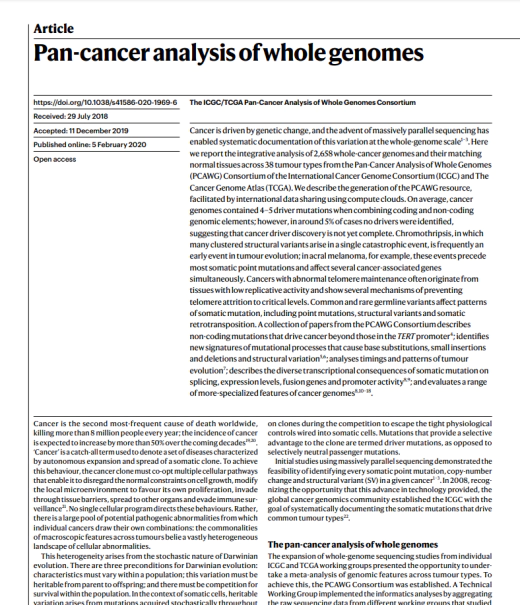 Article
Pan-cancer analysis of whole genomes
https://doi.org/10.1038/s41586-020-1969-6
Received: 29 July 2018
Accepted: 11 December 2019
Published online: 5 February 2020
Open access
The ICGC/TCGA Pan-Cancer Analysis of Whole Genomes Consortium
Cancer is driven by genetic change, and the advent of massively parallel sequencing has
enabled systematic documentation of this variation at the whole-genome scale1–3. Here
we report the integrative analysis of 2,658 whole-cancer genomes and their matching
normal tissues across 38 tumour types from the Pan-Cancer Analysis of Whole Genomes
(PCAWG) Consortium of the International Cancer Genome Consortium (ICGC) and The
Cancer Genome Atlas (TCGA). We describe the generation of the PCAWG resource,
facilitated by international data sharing using compute clouds. On average, cancer
genomes contained 4–5 driver mutations when combining coding and non-coding
genomic elements; however, in around 5% of cases no drivers were identified,
suggesting that cancer driver discovery is not yet complete. Chromothripsis, in which
many clustered structural variants arise in a single catastrophic event, is frequently an
early event in tumour evolution; in acral melanoma, for example, these events precede
most somatic point mutations and affect several cancer-associated genes
simultaneously. Cancers with abnormal telomere maintenance often originate from
tissues with low replicative activity and show several mechanisms of preventing
telomere attrition to critical levels. Common and rare germline variants affect patterns
of somatic mutation, including point mutations, structural variants and somatic
retrotransposition. A collection of papers from the PCAWG Consortium describes
non-coding mutations that drive cancer beyond those in the TERT promoter4; identifies
new signatures of mutational processes that cause base substitutions, small insertions
and deletions and structural variation5,6; analyses timings and patterns of tumour
evolution7; describes the diverse transcriptional consequences of somatic mutation on
splicing, expression levels, fusion genes and promoter activity8,9; and evaluates a range
of more-specialized features of cancer genomes8,10–18.
Cancer is the second most-frequent cause of death worldwide,
killing more than 8 million people every year; the incidence of cancer
is expected to increase by more than 50% over the coming decades19,20.
‘Cancer’ is a catch-all term used to denote a set of diseases characterized
by autonomous expansion and spread of a somatic clone. To achieve
this behaviour, the cancer clone must co-opt multiple cellular pathways
that enable it to disregard the normal constraints on cell growth, modify
the local microenvironment to favour its own proliferation, invade
through tissue barriers, spread to other organs and evade immune sur-
veillance21. No single cellular program directs these behaviours. Rather,
there is a large pool of potential pathogenic abnormalities from which
individual cancers draw their own combinations: the commonalities
of macroscopic features across tumours belie a vastly heterogeneous
landscape of cellular abnormalities.
This heterogeneity arises from the stochastic nature of Darwinian
evolution. There are three preconditions for Darwinian evolution:
characteristics must vary within a population; this variation must be
heritable from parent to offspring; and there must be competition for
survival within the population. In the context of somatic cells, heritable
variation arises from mutations acquired stochastically throughout
on clones during the competition to escape the tight physiological
controls wired into somatic cells. Mutations that provide a selective
advantage to the clone are termed driver mutations, as opposed to
selectively neutral passenger mutations.
Initial studies using massively parallel sequencing demonstrated the
feasibility of identifying every somatic point mutation, copy-number
change and structural variant (SV) in a given cancer1–3. In 2008, recog-
nizing the opportunity that this advance in technology provided, the
global cancer genomics community established the ICGC with the
goal of systematically documenting the somatic mutations that drive
common tumour types22.
The pan-cancer analysis of whole genomes
The expansion of whole-genome sequencing studies from individual
ICGC and TCGA working groups presented the opportunity to under-
take a meta-analysis of genomic features across tumour types. To
achieve this, the PCAWG Consortium was established. A Technical
Working Group implemented the informatics analyses by aggregating
the raw sequencing data from different working groups that studied